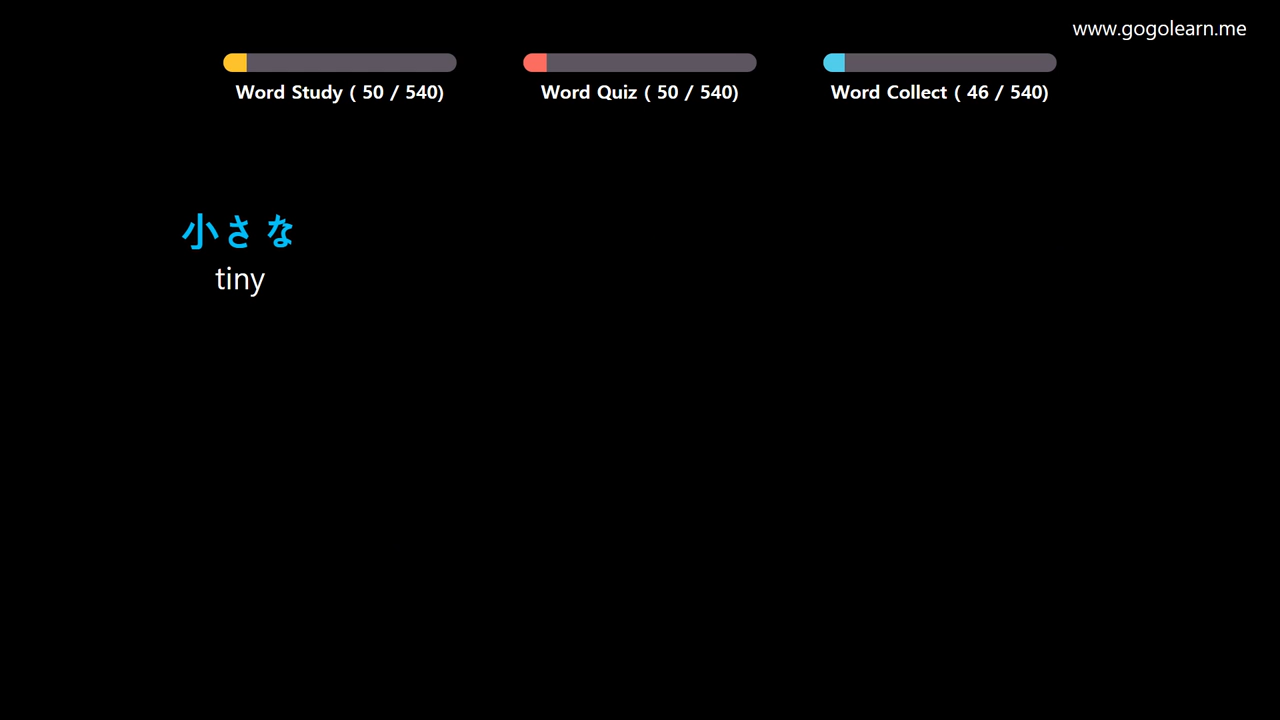 www.gogolearn.me
Word Study ( 50 / 540)
Word Quiz ( 50 / 540)
Word Collect ( 46 / 540)
小さな
tiny